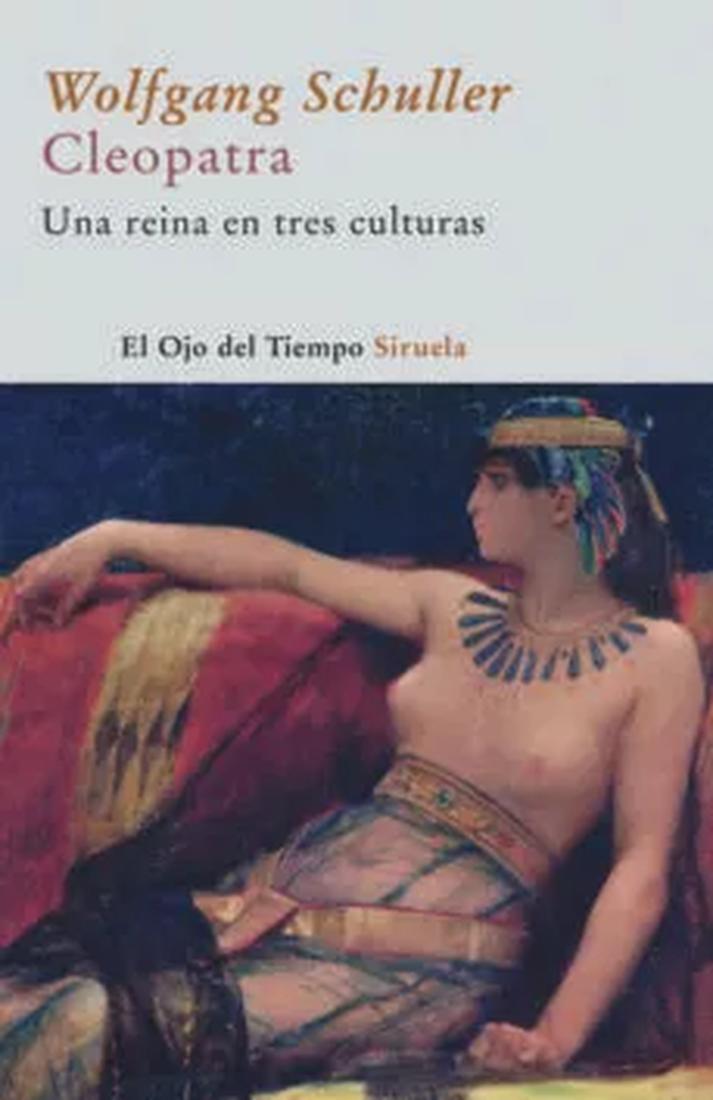 Wolfgang Schuller
Cleopatra
Una reina en tres culturas
El Ojo del Tiempo Siruela